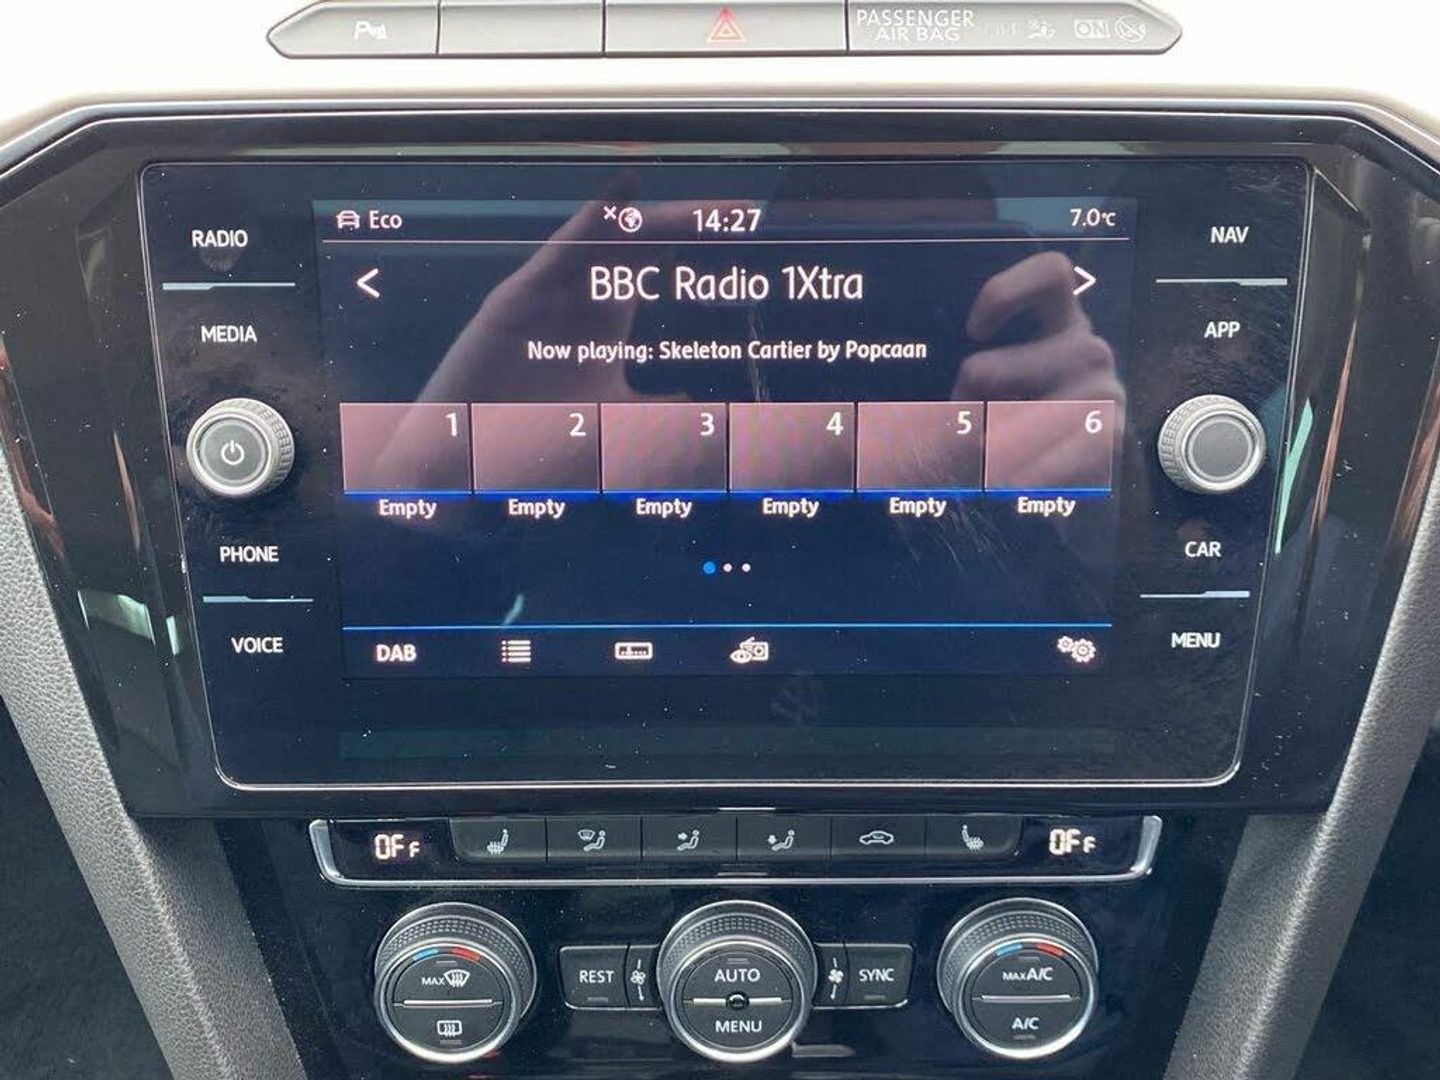 PASSENGER
AIR BAG
ON
RADIO
MEDIA
PHONE
VOICE
Eco
14:27
7.0°C
< BBC Radio 1Xtra >
Now playing: Skeleton Cartier by Popcaan
1 2 3 4 5 6
Empty Empty Empty Empty Empty Empty
DAB
NAV
APP
CAR
MENU
OFF OFF
MAX
REST
AUTO
MENU
SYNC
MAX A/C
A/C